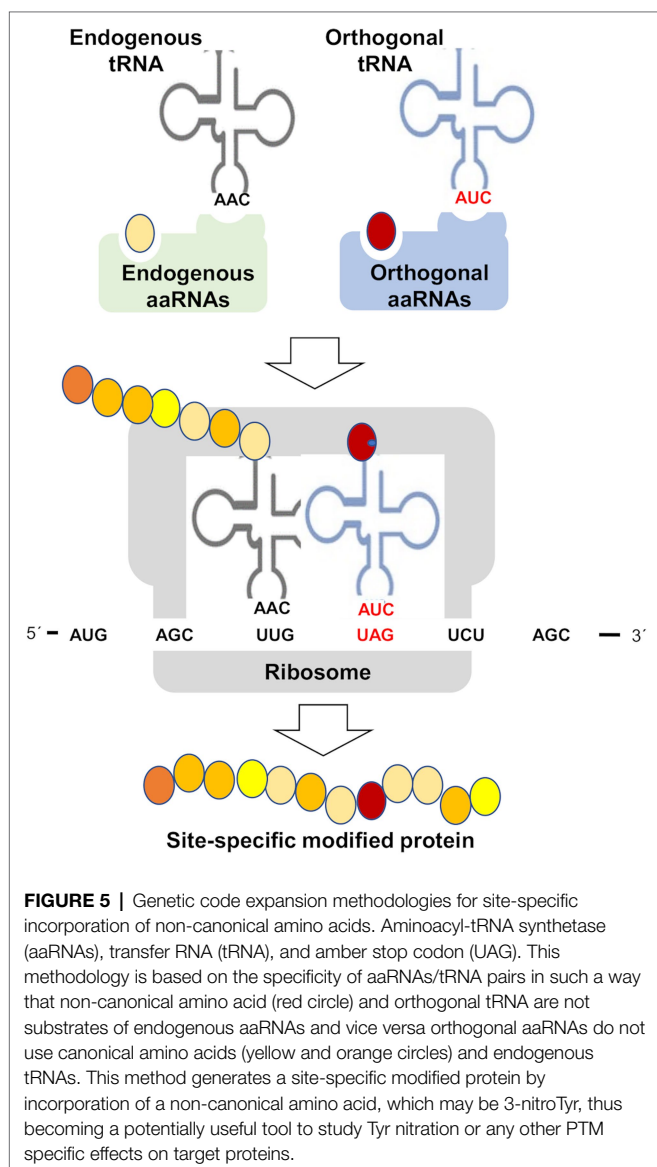 Endogenous tRNA
Orthogonal tRNA
AAC
AUC
Endogenous aaRNAs
Orthogonal aaRNAs
AAC
AUC
5´ – AUG AGC UUG UAG UCU AGC — 3´
Ribosome
Site-specific modified protein
FIGURE 5 | Genetic code expansion methodologies for site-specific
incorporation of non-canonical amino acids. Aminoacyl-tRNA synthetase
(aaRNAs), transfer RNA (tRNA), and amber stop codon (UAG). This
methodology is based on the specificity of aaRNAs/tRNA pairs in such a way
that non-canonical amino acid (red circle) and orthogonal tRNA are not
substrates of endogenous aaRNAs and vice versa orthogonal aaRNAs do not
use canonical amino acids (yellow and orange circles) and endogenous
tRNAs. This method generates a site-specific modified protein by
incorporation of a non-canonical amino acid, which may be 3-nitroTyr, thus
becoming a potentially useful tool to study Tyr nitration or any other PTM
specific effects on target proteins.